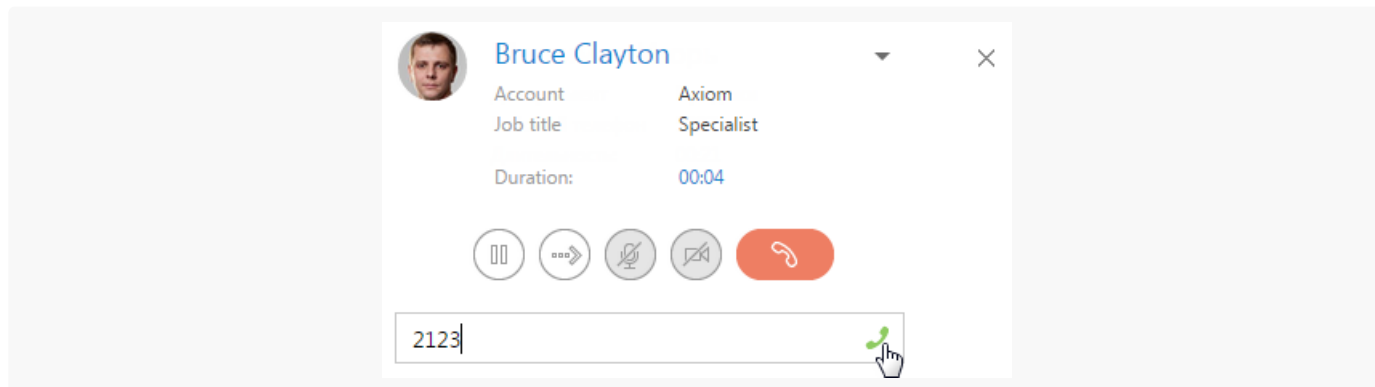 Bruce Clayton
Account Axiom
Job title Specialist
Duration: 00:04
2123